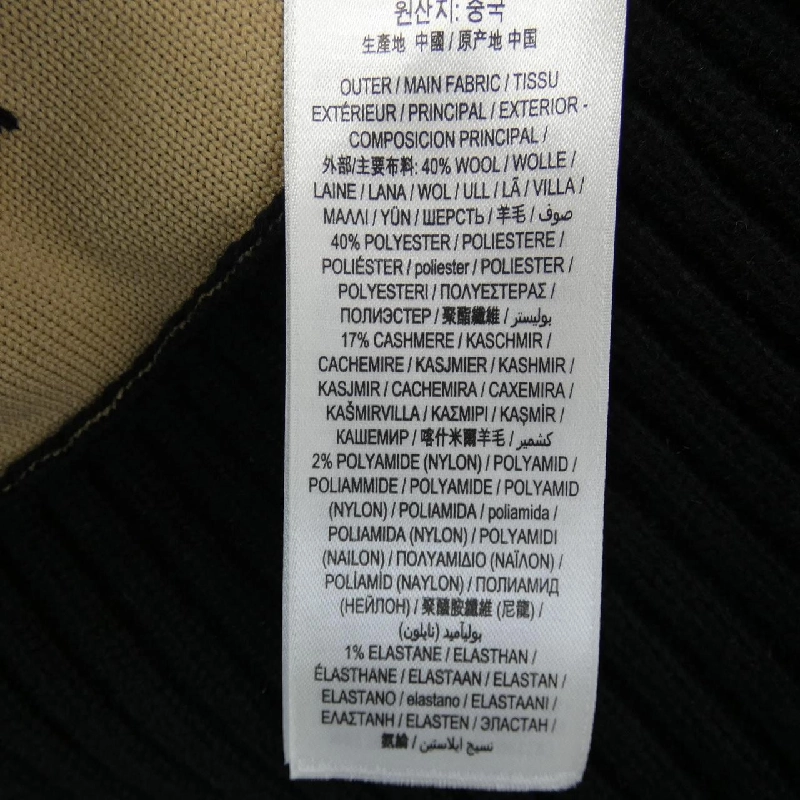 원산지: 중국
生產地 中國 / 原产地 中国
OUTER / MAIN FABRIC / TISSU
EXTÉRIEUR / PRINCIPAL / EXTERIOR -
COMPOSICION PRINCIPAL /
外部/主要布料: 40% WOOL / WOLLE /
LAINE / LANA / WOL / ULL / LÃ / VILLA /
ΜΑΛΛΙ / YÜN / ШЕРСТЬ / 羊毛 / صوف
40% POLYESTER / POLIESTERE /
POLIÉSTER / poliester / POLIESTER /
POLYESTERI / ΠΟΛΥΕΣΤΕΡΑΣ /
ПОЛИЭСТЕР / 聚酯纖維 / بوليستر
17% CASHMERE / KASCHMIR /
CACHEMIRE / KASJMIER / KASHMIR /
KASJMIR / CACHEMIRA / CAXEMIRA /
KAŠMIRVILLA / ΚΑΣΜΙΡΙ / KAŞMİR /
КАШЕМИР / 喀什米爾羊毛 / كشمير
2% POLYAMIDE (NYLON) / POLYAMID /
POLIAMMIDE / POLYAMIDE / POLYAMID
(NYLON) / POLIAMIDA / poliamida /
POLIAMIDA (NYLON) / POLYAMIDI
(NAILON) / ΠΟΛΥΑΜΙΔΙΟ (ΝΑΪΛΟΝ) /
POLİAMİD (NAYLON) / ПОЛИАМИД
(НЕЙЛОН) / 聚醯胺纖維 (尼龍) /
بولياميد (نايلون)
1% ELASTANE / ELASTHAN /
ÉLASTHANE / ELASTAAN / ELASTAN /
ELASTANO / elastano / ELASTAANI /
ΕΛΑΣΤΑΝΗ / ELASTEN / ЭЛАСТАН /
氨綸 / نسيج ايلاستين